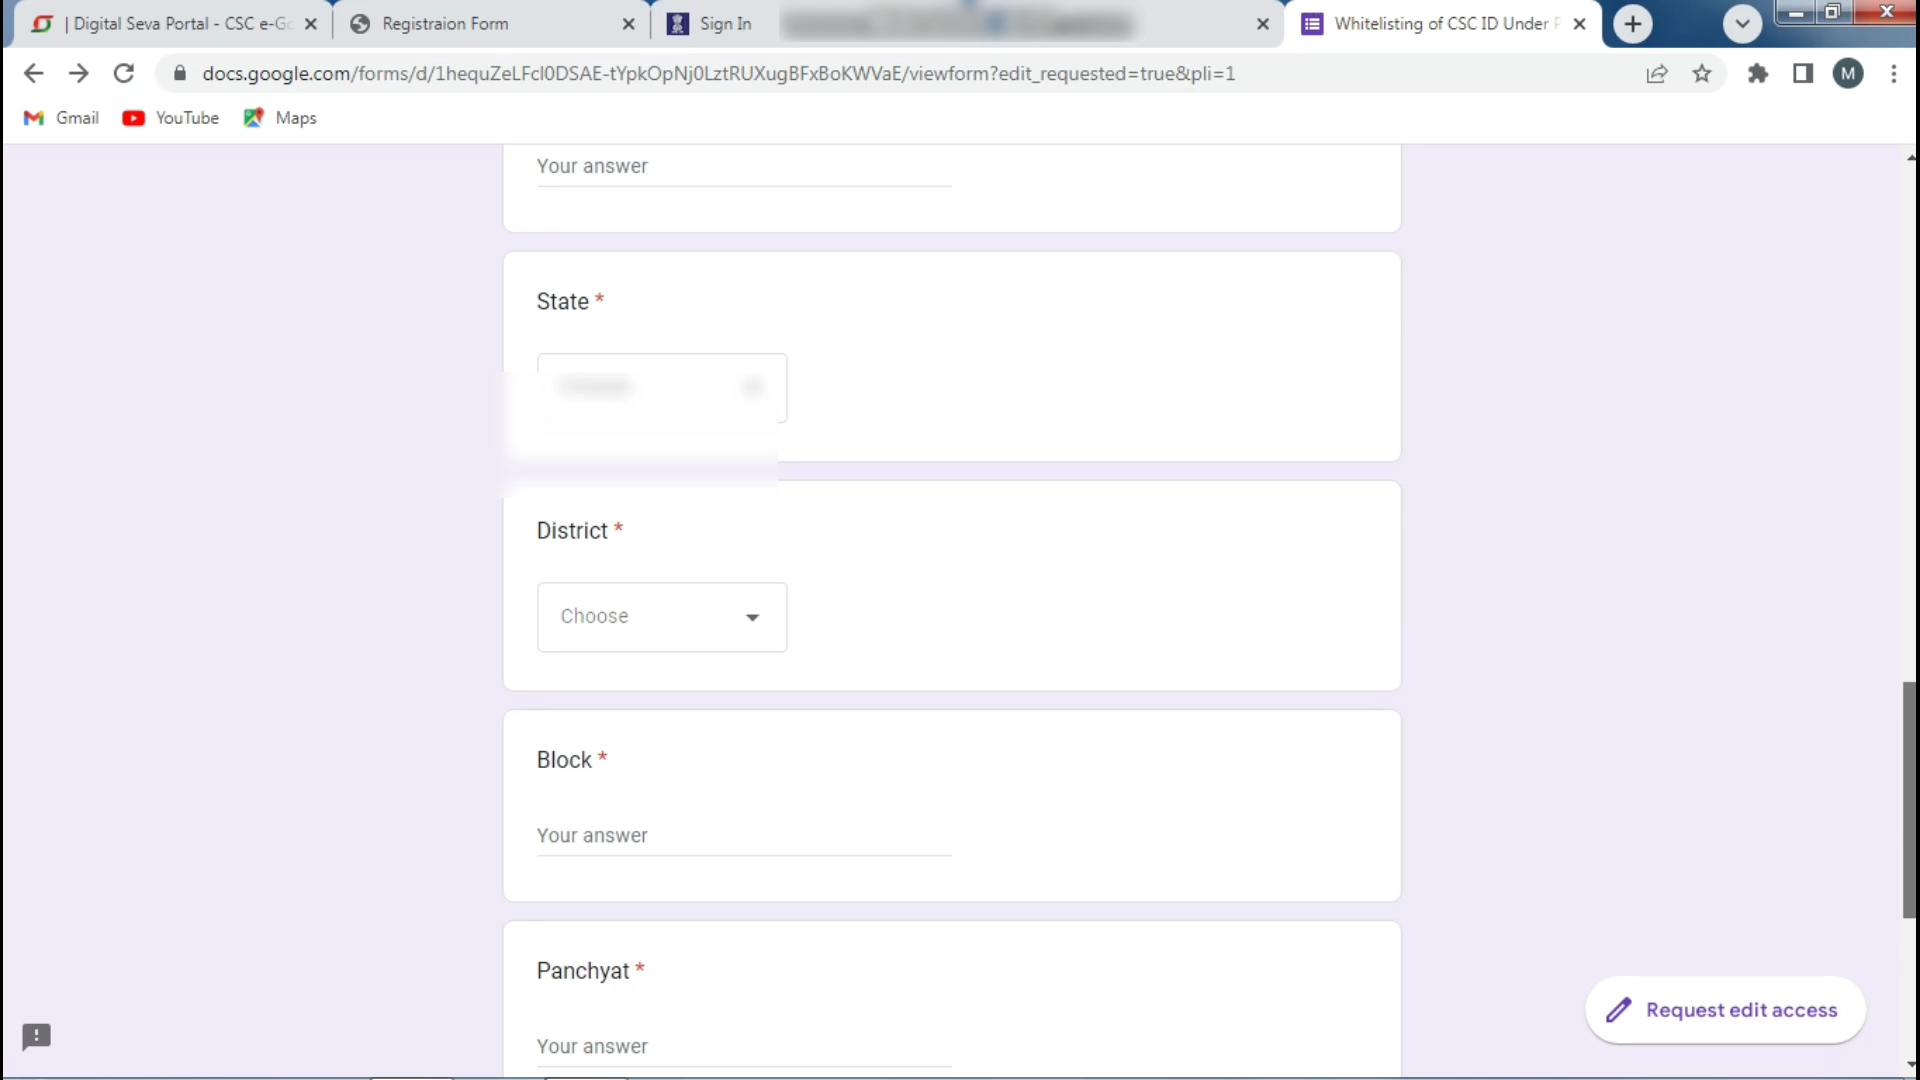 | Digital Seva Portal - CSC e-Go
Registraion Form
Sign In
Whitelisting of CSC ID Under P
docs.google.com/forms/d/1hequZeLFcI0DSAE-tYpkOpNj0LztRUXugBFxBoKWVaE/viewform?edit_requested=true&pli=1
M
Gmail
YouTube
Maps
Your answer
State *
District *
Choose
Block *
Your answer
Panchyat *
Your answer
Request edit access